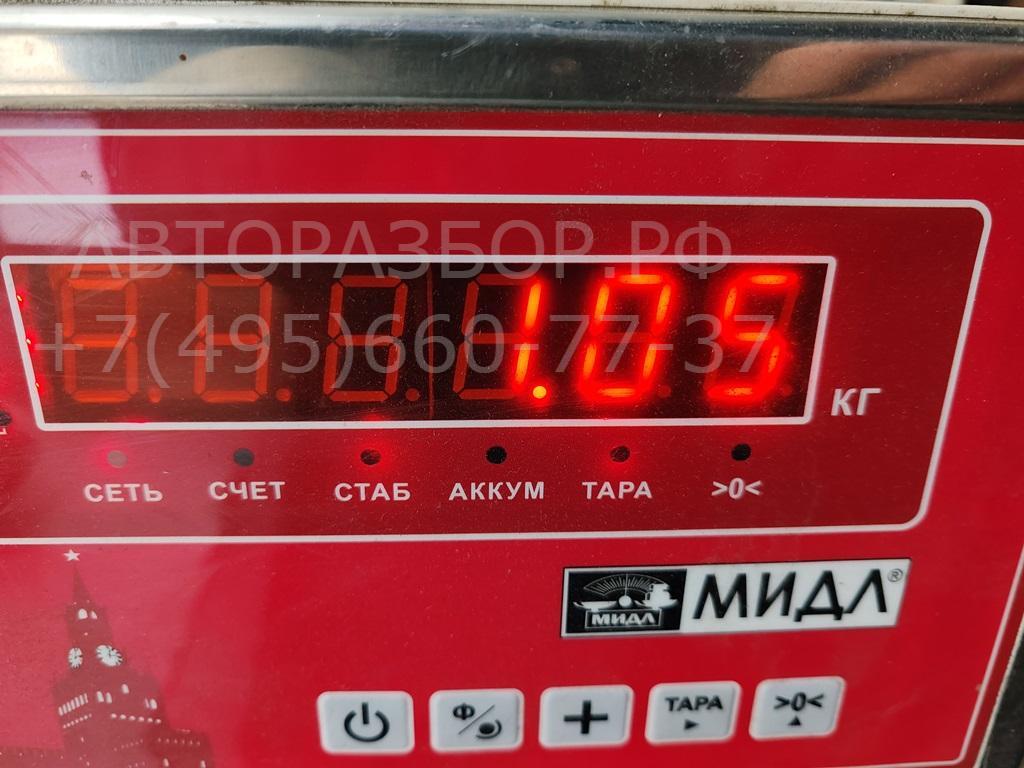 АВТОРАЗБОР.РФ
+7(495)660-77-37
1.05
КГ
СЕТЬ СЧЕТ СТАБ АККУМ ТАРА >0<
МИДЛ МИДЛ®
Ф ТАРА >0<